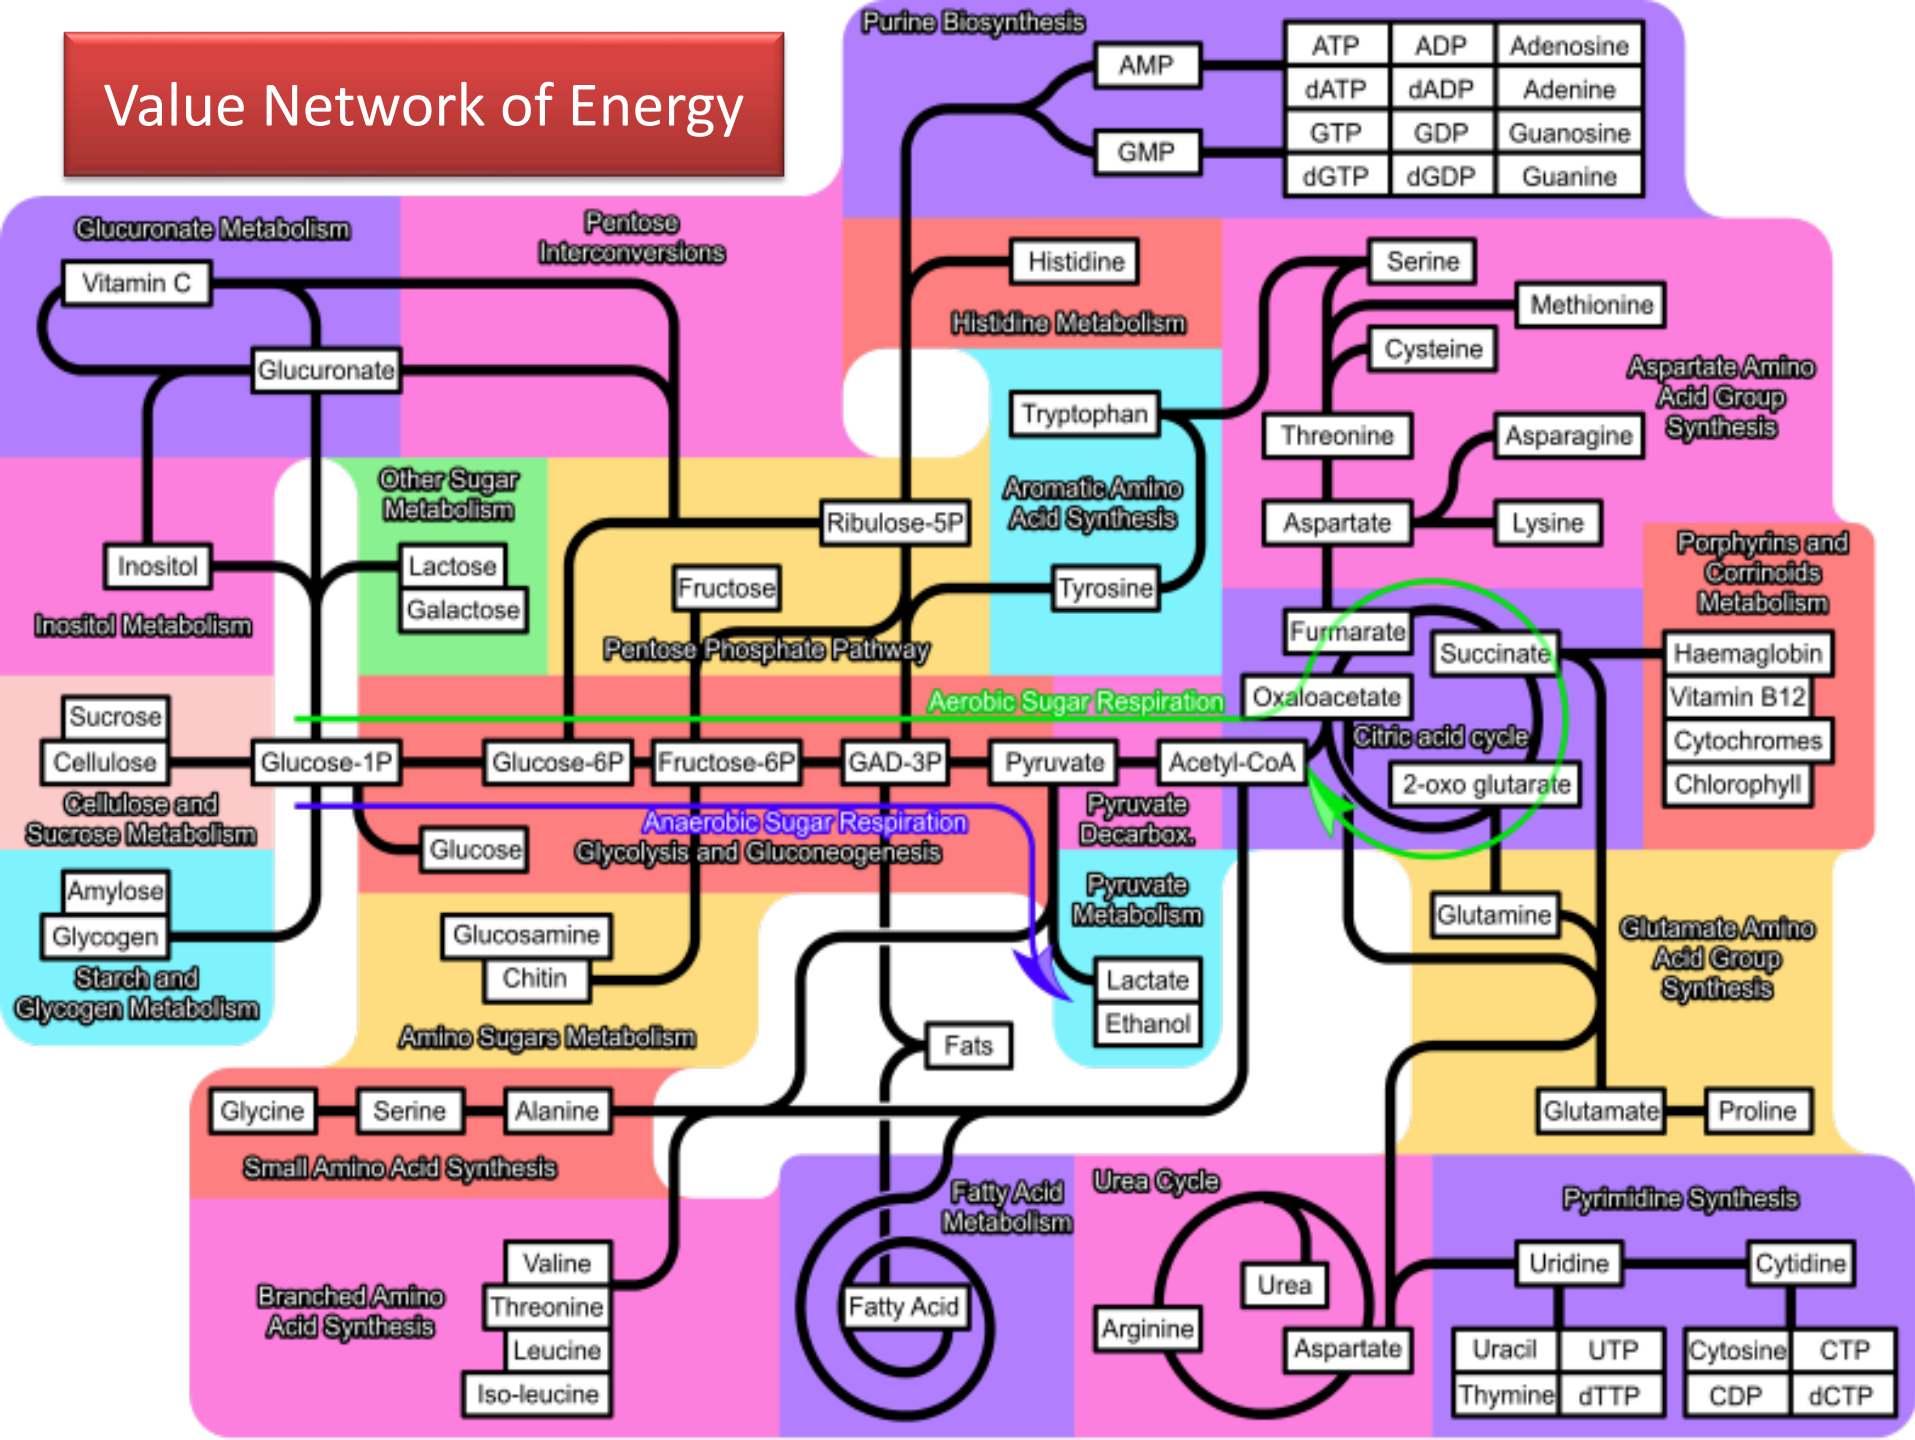 Value Network of Energy
Purine Biosynthesis
AMP
GMP
ATP ADP Adenosine
dATP dADP Adenine
GTP GDP Guanosine
dGTP dGDP Guanine
Glucuronate Metabolism
Vitamin C
Glucuronate
Pentose
Interconversions
Histidine
Histidine Metabolism
Serine
Methionine
Cysteine
Aspartate Amino
Acid Group
Synthesis
Threonine
Asparagine
Aspartate
Lysine
Tryptophan
Aromatic Amino
Acid Synthesis
Tyrosine
Other Sugar
Metabolism
Lactose
Galactose
Inositol
Inositol Metabolism
Ribulose-5P
Fructose
Pentose Phosphate Pathway
Porphyrins and
Corrinoids
Metabolism
Haemaglobin
Vitamin B12
Cytochromes
Chlorophyll
Furmarate
Succinate
Oxaloacetate
Citric acid cycle
2-oxo glutarate
Aerobic Sugar Respiration
Sucrose
Cellulose
Glucose-1P
Glucose-6P
Fructose-6P
GAD-3P
Pyruvate
Acetyl-CoA
Cellulose and
Sucrose Metabolism
Anaerobic Sugar Respiration
Glycolysis and Gluconeogenesis
Glucose
Pyruvate
Decarbox.
Pyruvate
Metabolism
Lactate
Ethanol
Amylose
Glycogen
Starch and
Glycogen Metabolism
Glucosamine
Chitin
Amino Sugars Metabolism
Fats
Glutamine
Glutamate Amino
Acid Group
Synthesis
Glutamate
Proline
Glycine
Serine
Alanine
Small Amino Acid Synthesis
Valine
Threonine
Leucine
Iso-leucine
Branched Amino
Acid Synthesis
Fatty Acid
Metabolism
Fatty Acid
Urea Cycle
Urea
Arginine
Aspartate
Pyrimidine Synthesis
Uridine
Cytidine
Uracil UTP
Thymine dTTP
Cytosine CTP
CDP dCTP